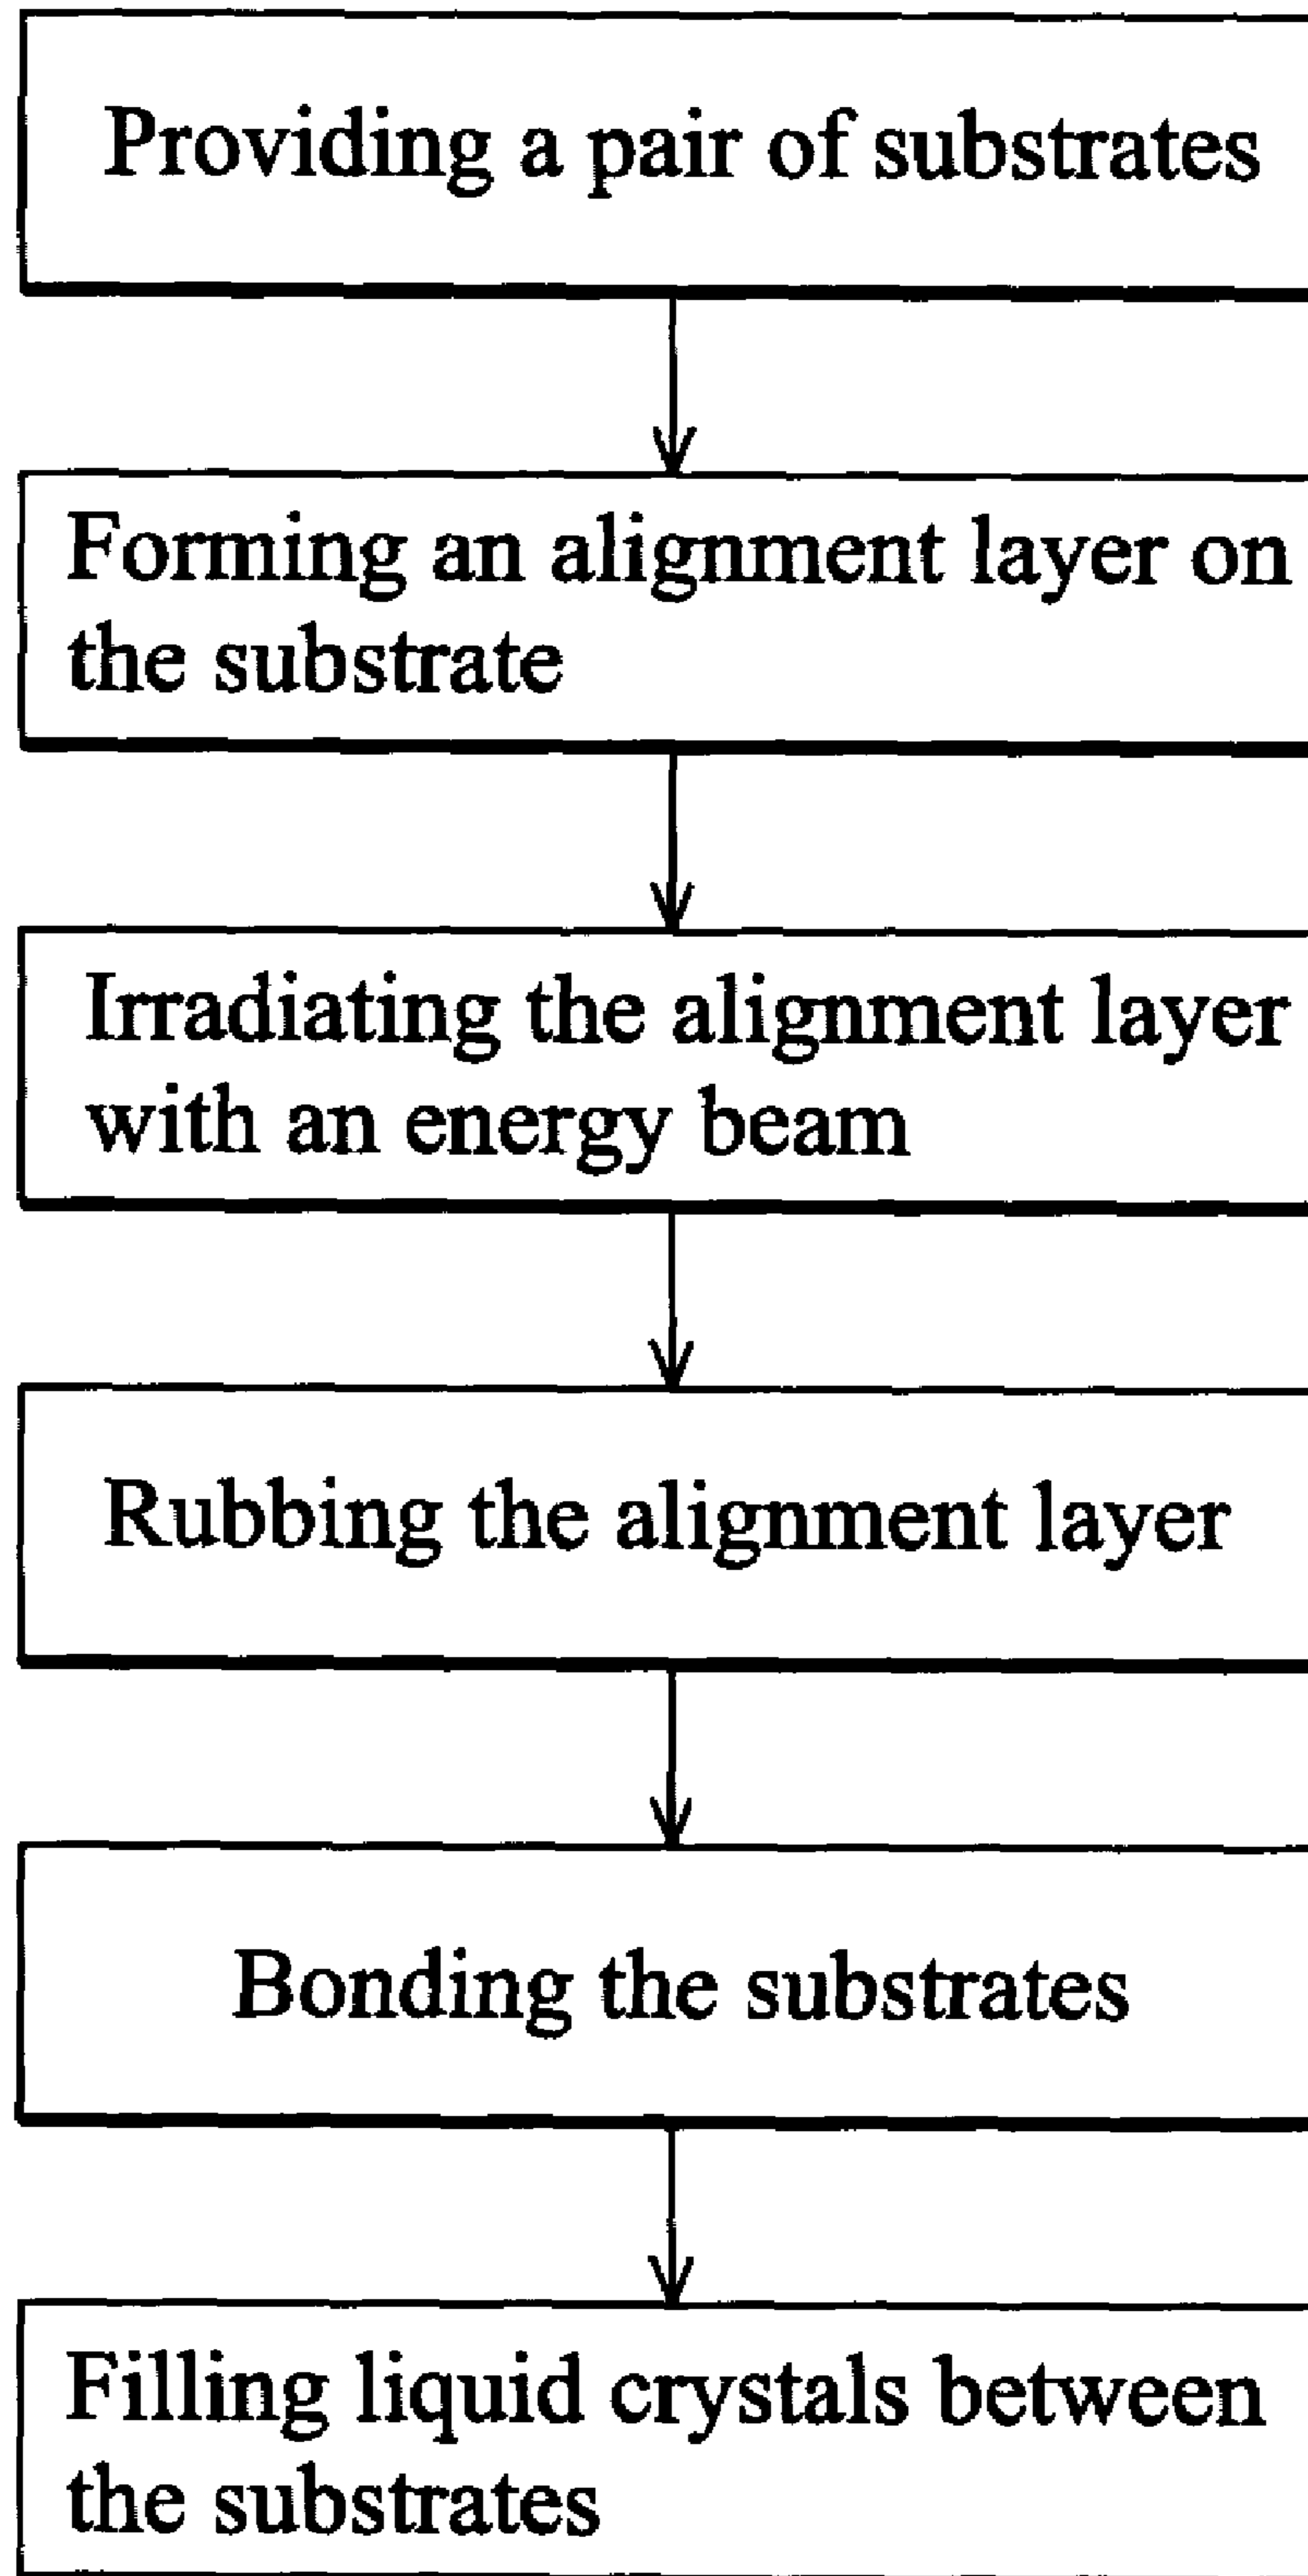 Providing a pair of substrates
Forming an alignment layer on
the substrate
Irradiating the alignment layer
with an energy beam
Rubbing the alignment layer
Bonding the substrates
Filling liquid crystals between
the substrates